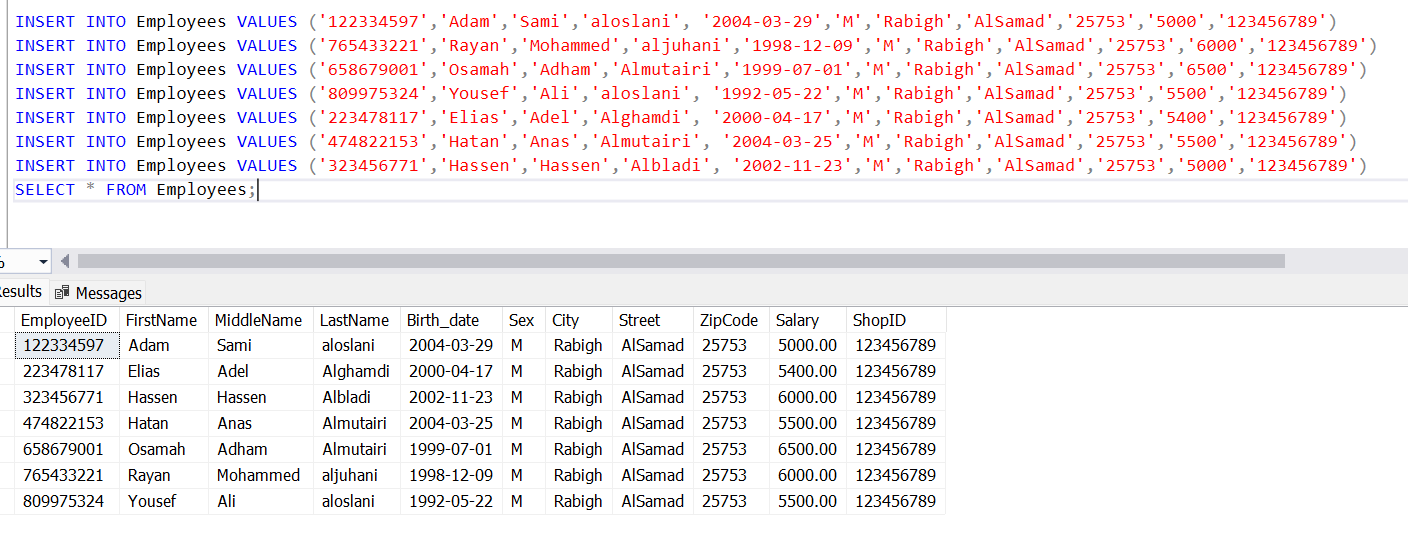 INSERT INTO Employees VALUES ('122334597','Adam','Sami','aloslani', '2004-03-29','M','Rabigh','AlSamad','25753','5000','123456789')
INSERT INTO Employees VALUES ('765433221','Rayan','Mohammed','aljuhani','1998-12-09','M','Rabigh','AlSamad','25753','6000','123456789')
INSERT INTO Employees VALUES ('658679001','Osamah','Adham','Almutairi','1999-07-01','M','Rabigh','AlSamad','25753','6500','123456789')
INSERT INTO Employees VALUES ('809975324','Yousef','Ali','aloslani', '1992-05-22','M','Rabigh','AlSamad','25753','5500','123456789')
INSERT INTO Employees VALUES ('223478117','Elias','Adel','Alghamdi', '2000-04-17','M','Rabigh','AlSamad','25753','5400','123456789')
INSERT INTO Employees VALUES ('474822153','Hatan','Anas','Almutairi', '2004-03-25','M','Rabigh','AlSamad','25753','5500','123456789')
INSERT INTO Employees VALUES ('323456771','Hassen','Hassen','Albladi', '2002-11-23','M','Rabigh','AlSamad','25753','5000','123456789')
SELECT * FROM Employees;
%
Results Messages
EmployeeID FirstName MiddleName LastName Birth_date Sex City Street ZipCode Salary ShopID
122334597 Adam Sami aloslani 2004-03-29 M Rabigh AlSamad 25753 5000.00 123456789
223478117 Elias Adel Alghamdi 2000-04-17 M Rabigh AlSamad 25753 5400.00 123456789
323456771 Hassen Hassen Albladi 2002-11-23 M Rabigh AlSamad 25753 6000.00 123456789
474822153 Hatan Anas Almutairi 2004-03-25 M Rabigh AlSamad 25753 5500.00 123456789
658679001 Osamah Adham Almutairi 1999-07-01 M Rabigh AlSamad 25753 6500.00 123456789
765433221 Rayan Mohammed aljuhani 1998-12-09 M Rabigh AlSamad 25753 6000.00 123456789
809975324 Yousef Ali aloslani 1992-05-22 M Rabigh AlSamad 25753 5500.00 123456789